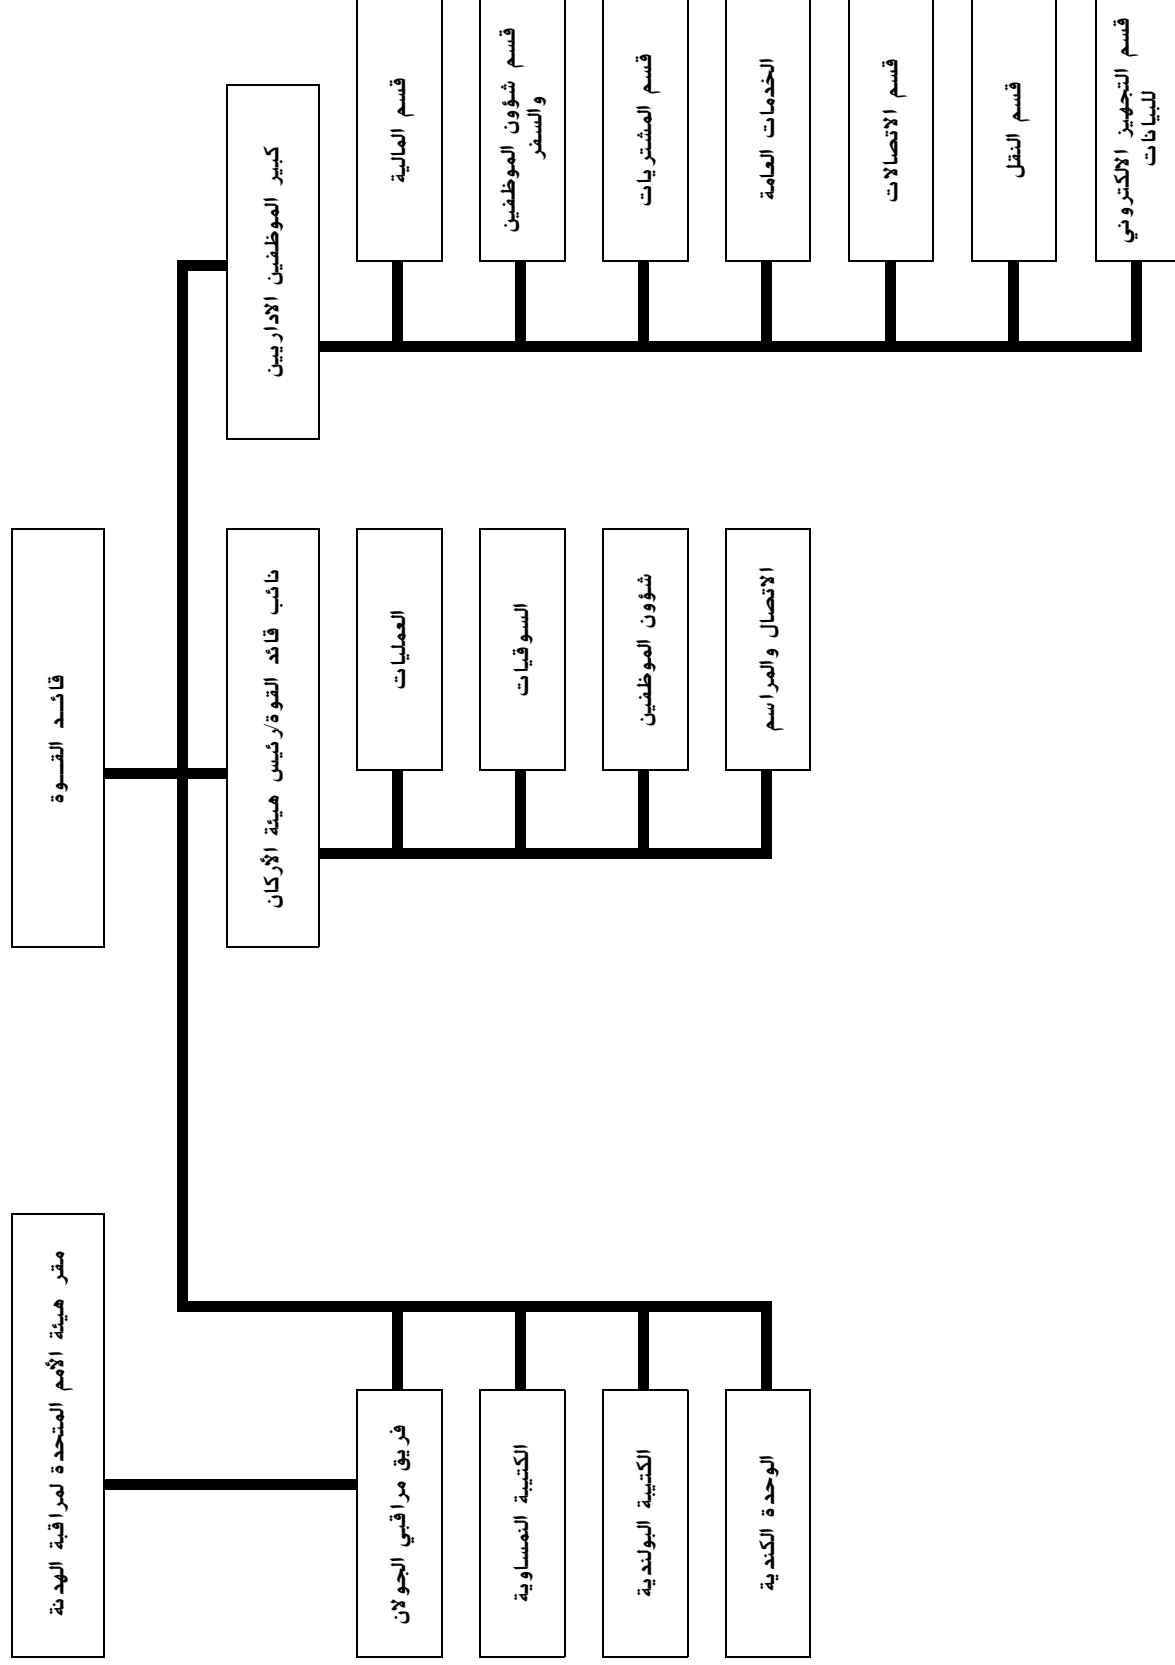 قائـد القـوة
مقر هيئة الأمم المتحدة لمراقبة الهدنة
كبير الموظفين الاداريين
نائب قائد القوة/رئيس هيئة الأركان
قسم المالية
قسم شؤون الموظفين
والسفر
قسم المشتريات
الخدمات العامة
قسم الاتصالات
قسم النقل
قسم التجهيز الالكتروني
للبيانات
العمليات
السوقيات
شؤون الموظفين
الاتصال والمراسم
فريق مراقبي الجولان
الكتيبة النمساوية
الكتيبة البولندية
الوحدة الكندية